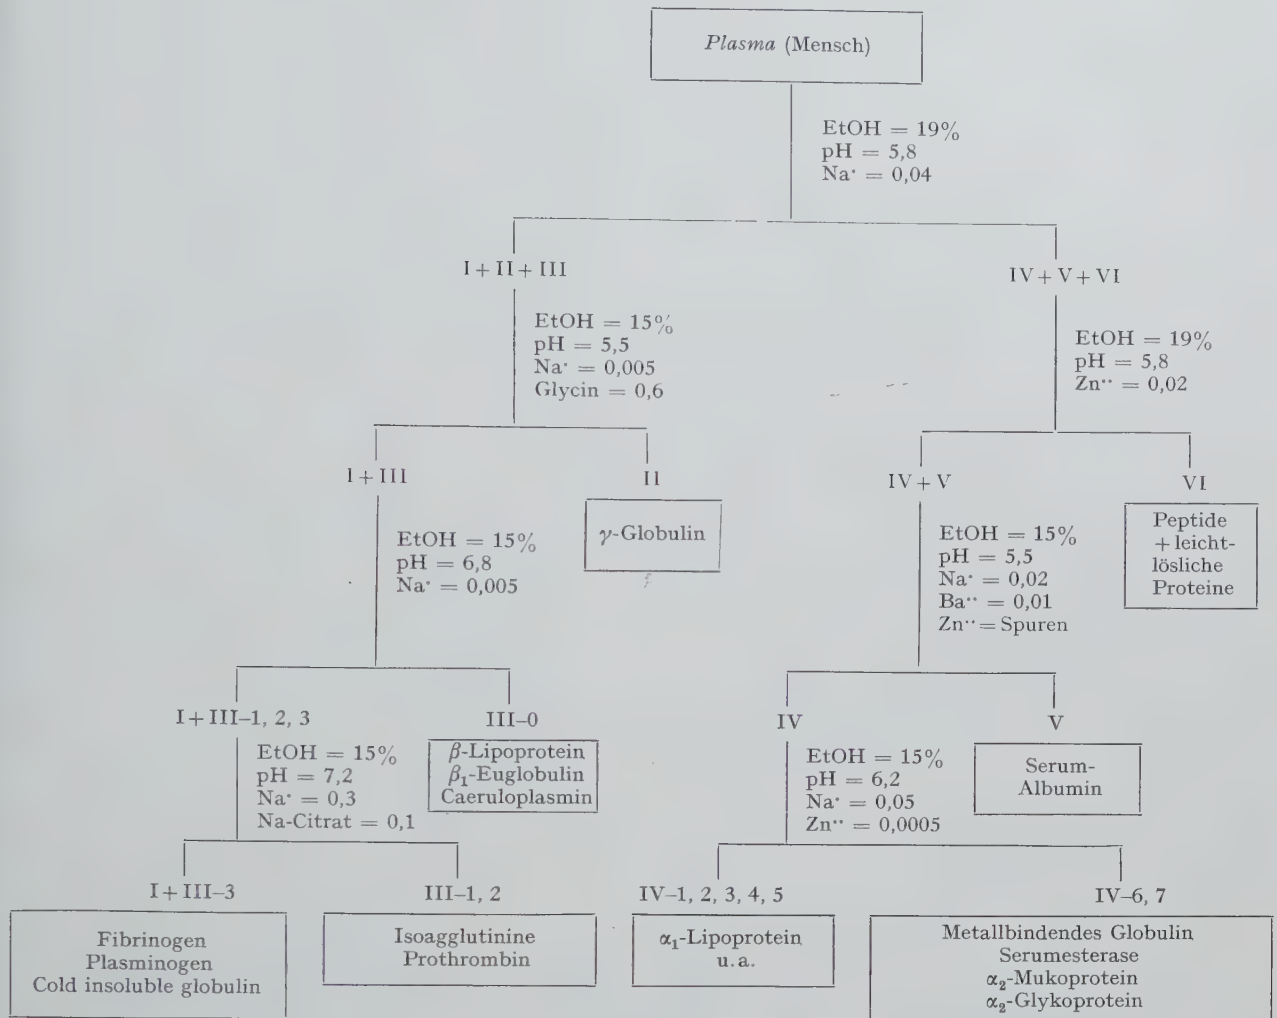 Plasma (Mensch)
EtOH = 19%
pH = 5,8
Na· = 0,04
I + II + III
IV + V + VI
EtOH = 15%
pH = 5,5
Na· = 0,005
Glycin = 0,6
EtOH = 19%
pH = 5,8
Zn·· = 0,02
I + III
II
γ-Globulin
IV + V
VI
Peptide
+ leicht-
lösliche
Proteine
EtOH = 15%
pH = 6,8
Na· = 0,005
EtOH = 15%
pH = 5,5
Na· = 0,02
Ba·· = 0,01
Zn·· = Spuren
I + III–1, 2, 3
III–0
β-Lipoprotein
β₁-Euglobulin
Caeruloplasmin
IV
V
Serum-
Albumin
EtOH = 15%
pH = 7,2
Na· = 0,3
Na-Citrat = 0,1
EtOH = 15%
pH = 6,2
Na· = 0,05
Zn·· = 0,0005
I + III–3
Fibrinogen
Plasminogen
Cold insoluble globulin
III–1, 2
Isoagglutinine
Prothrombin
IV–1, 2, 3, 4, 5
α₁-Lipoprotein
u. a.
IV–6, 7
Metallbindendes Globulin
Serumesterase
α₂-Mukoprotein
α₂-Glykoprotein